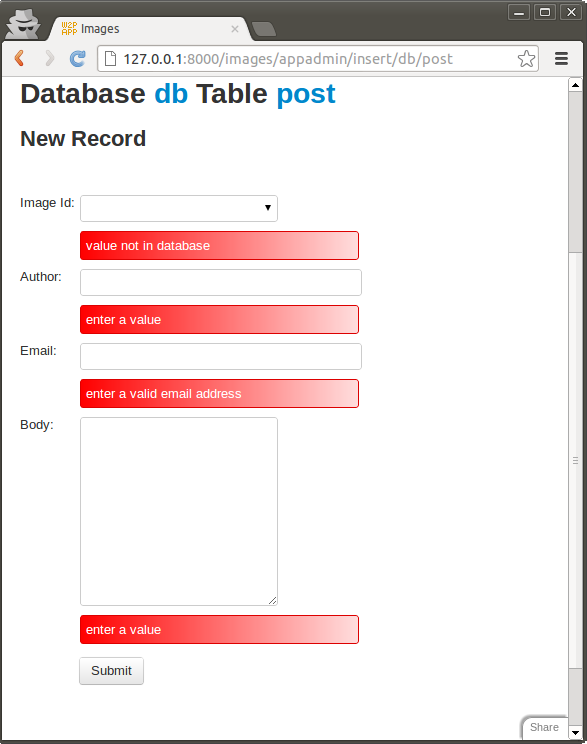 W2P
APP
Images
127.0.0.1:8000/images/appadmin/insert/db/post
Database db Table post
New Record
Image Id:
value not in database
Author:
enter a value
Email:
enter a valid email address
Body:
enter a value
Submit
Share